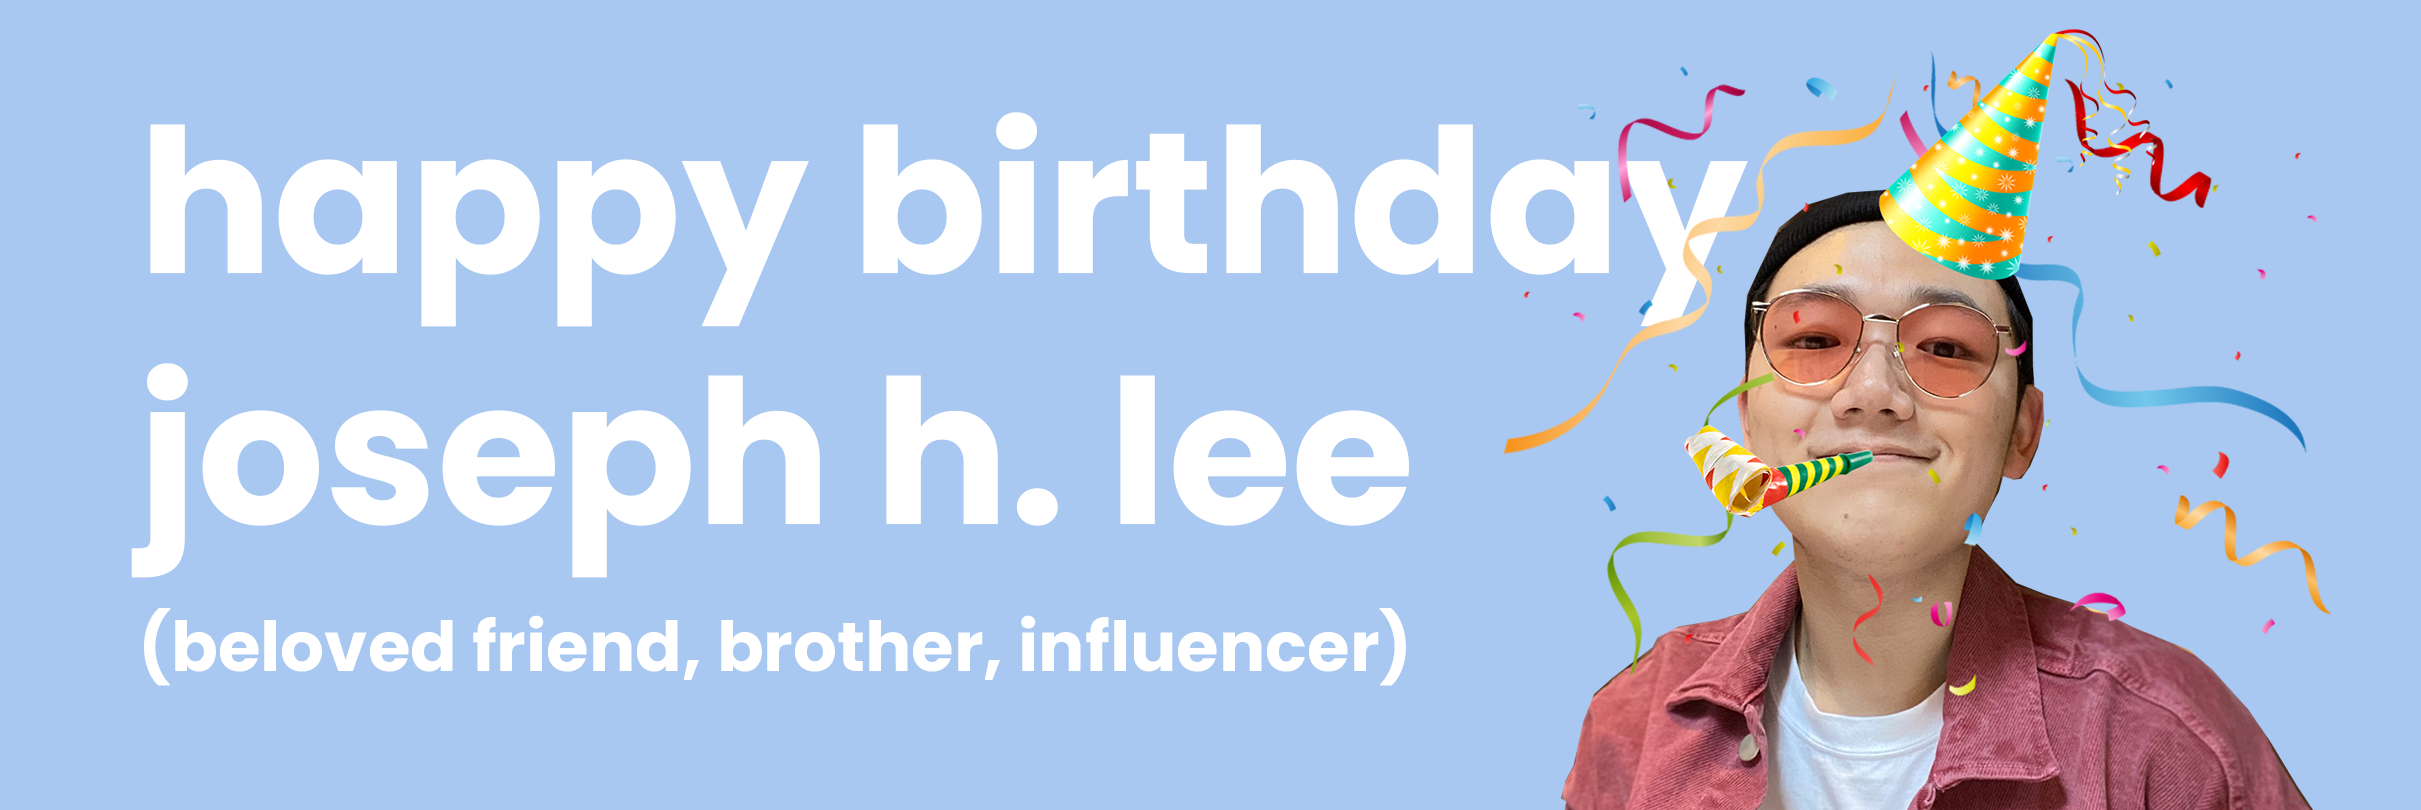 happy birthday
joseph h. lee
(beloved friend, brother, influencer)